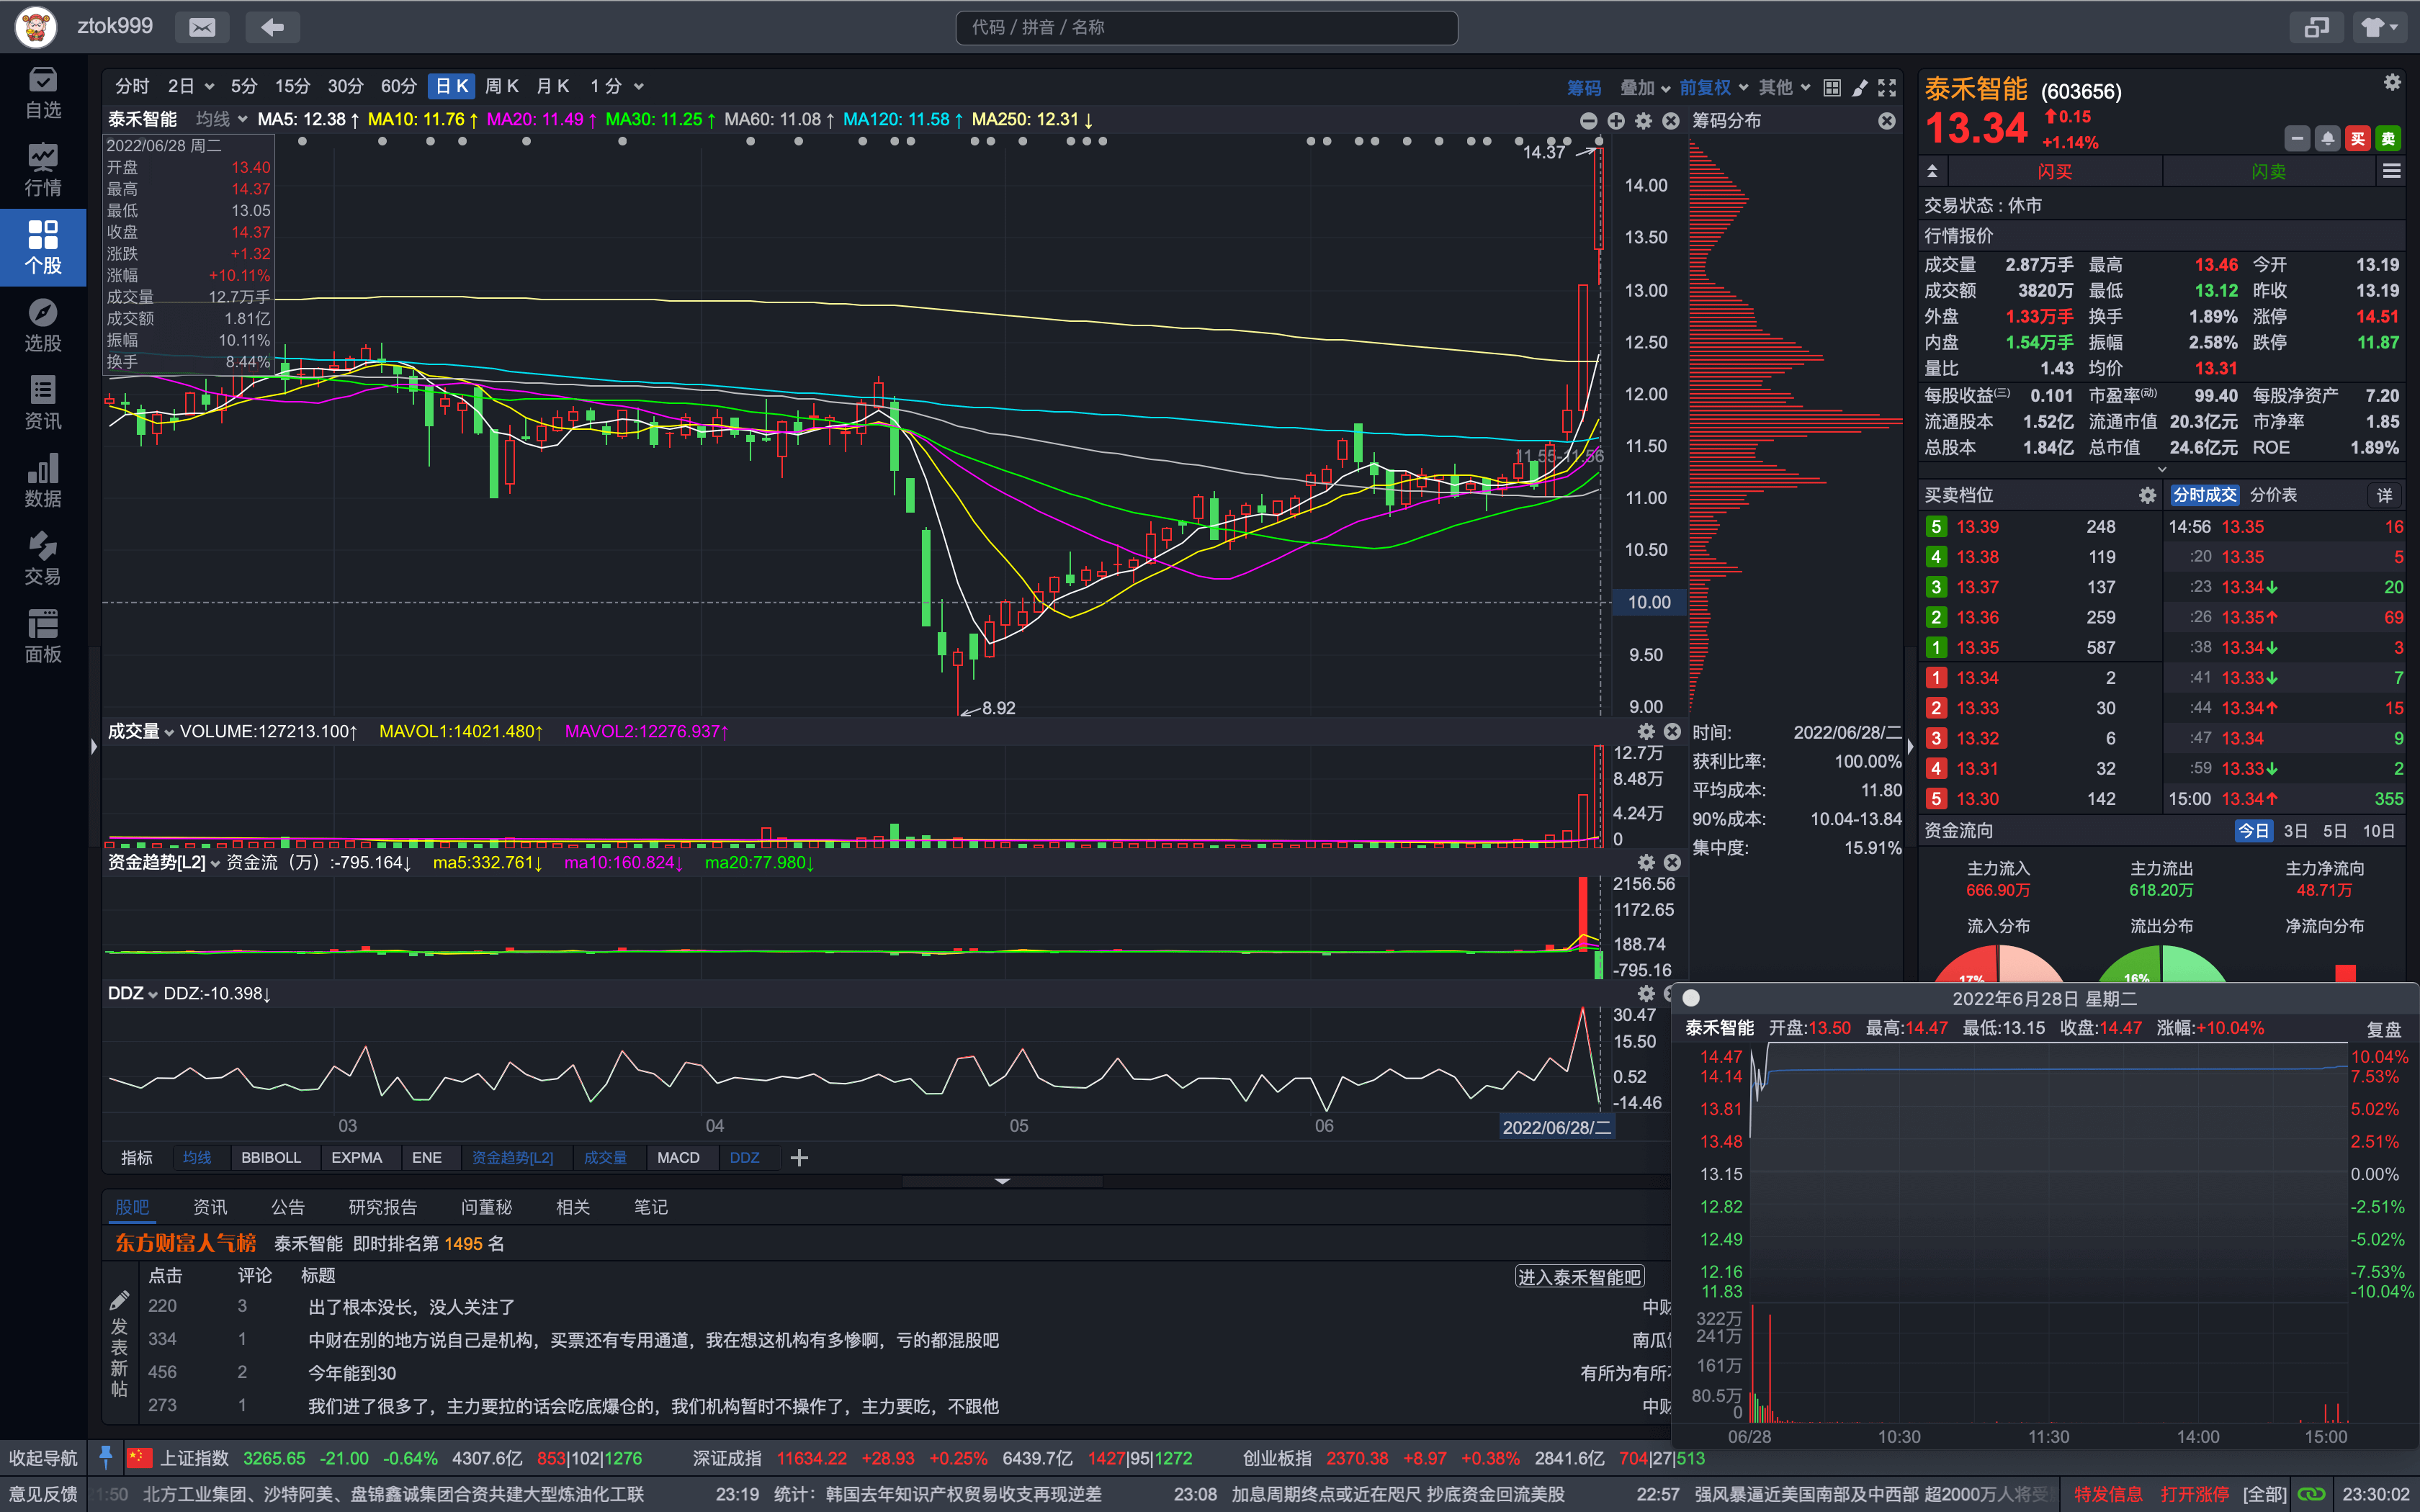 ztok999
代码 / 拼音 / 名称
自选
行情
个股
选股
资讯
数据
交易
面板
收起导航
意见反馈
分时 2日 5分 15分 30分 60分 日K 周K 月K 1分 筹码 叠加 前复权 其他
泰禾智能 均线 MA5: 12.38↑ MA10: 11.76↑ MA20: 11.49↑ MA30: 11.25↑ MA60: 11.08↑ MA120: 11.58↑ MA250: 12.31↓
筹码分布
2022/06/28 周二
开盘 13.40
最高 14.37
最低 13.05
收盘 14.37
涨跌 +1.32
涨幅 +10.11%
成交量 12.7万手
成交额 1.81亿
振幅 10.11%
换手 8.44%
14.37
11.55-11.56
8.92
14.00
13.50
13.00
12.50
12.00
11.50
11.00
10.50
10.00
9.50
9.00
成交量 VOLUME:127213.100↑ MAVOL1:14021.480↑ MAVOL2:12276.937↑
12.7万
8.48万
4.24万
0
资金趋势[L2] 资金流（万）:-795.164↓ ma5:332.761↓ ma10:160.824↓ ma20:77.980↓
2156.56
1172.65
188.74
-795.16
DDZ DDZ:-10.398↓
30.47
15.50
0.52
-14.46
03 04 05 06 2022/06/28/二
指标 均线 BBIBOLL EXPMA ENE 资金趋势[L2] 成交量 MACD DDZ
时间: 2022/06/28/二
获利比率: 100.00%
平均成本: 11.80
90%成本: 10.04-13.84
集中度: 15.91%
股吧 资讯 公告 研究报告 问董秘 相关 笔记
东方财富人气榜 泰禾智能 即时排名第 1495 名
点击 评论 标题 进入泰禾智能吧
发表新帖
220 3 出了根本没长，没人关注了 中财
334 1 中财在别的地方说自己是机构，买票还有专用通道，我在想这机构有多惨啊，亏的都混股吧 南瓜
456 2 今年能到30 有所为有所
273 1 我们进了很多了，主力要拉的话会吃底爆仓的，我们机构暂时不操作了，主力要吃，不跟他 中财
泰禾智能 (603656)
13.34 0.15
+1.14%
买 卖
闪买 闪卖
交易状态 : 休市
行情报价
成交量 2.87万手 最高 13.46 今开 13.19
成交额 3820万 最低 13.12 昨收 13.19
外盘 1.33万手 换手 1.89% 涨停 14.51
内盘 1.54万手 振幅 2.58% 跌停 11.87
量比 1.43 均价 13.31
每股收益(三) 0.101 市盈率(动) 99.40 每股净资产 7.20
流通股本 1.52亿 流通市值 20.3亿元 市净率 1.85
总股本 1.84亿 总市值 24.6亿元 ROE 1.89%
买卖档位 分时成交 分价表 详
5 13.39 248 14:56 13.35 16
4 13.38 119 :20 13.35 5
3 13.37 137 :23 13.34↓ 20
2 13.36 259 :26 13.35↑ 69
1 13.35 587 :38 13.34↓ 3
1 13.34 2 :41 13.33↓ 7
2 13.33 30 :44 13.34↑ 15
3 13.32 6 :47 13.34 9
4 13.31 32 :59 13.33↓ 2
5 13.30 142 15:00 13.34↑ 355
资金流向 今日 3日 5日 10日
主力流入 主力流出 主力净流向
666.90万 618.20万 48.71万
流入分布 流出分布 净流向分布
17% 16%
2022年6月28日 星期二
泰禾智能 开盘:13.50 最高:14.47 最低:13.15 收盘:14.47 涨幅:+10.04% 复盘
14.47 10.04%
14.14 7.53%
13.81 5.02%
13.48 2.51%
13.15 0.00%
12.82 -2.51%
12.49 -5.02%
12.16 -7.53%
11.83 -10.04%
322万
241万
161万
80.5万
0
06/28 10:30 11:30 14:00 15:00
上证指数 3265.65 -21.00 -0.64% 4307.6亿 853|102|1276 深证成指 11634.22 +28.93 +0.25% 6439.7亿 1427|95|1272 创业板指 2370.38 +8.97 +0.38% 2841.6亿 704|27|513
1:50 北方工业集团、沙特阿美、盘锦鑫诚集团合资共建大型炼油化工联 23:19 统计：韩国去年知识产权贸易收支再现逆差 23:08 加息周期终点或近在咫尺 抄底资金回流美股 22:57 强风暴逼近美国南部及中西部 超2000万人将受 特发信息 打开涨停 [全部] 23:30:02